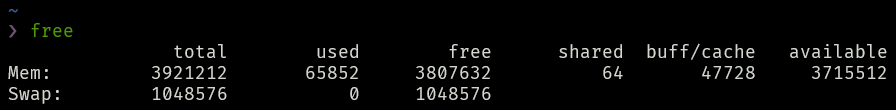 ~
❯ free
               total        used        free      shared  buff/cache   available
Mem:         3921212       65852     3807632          64       47728     3715512
Swap:        1048576           0     1048576